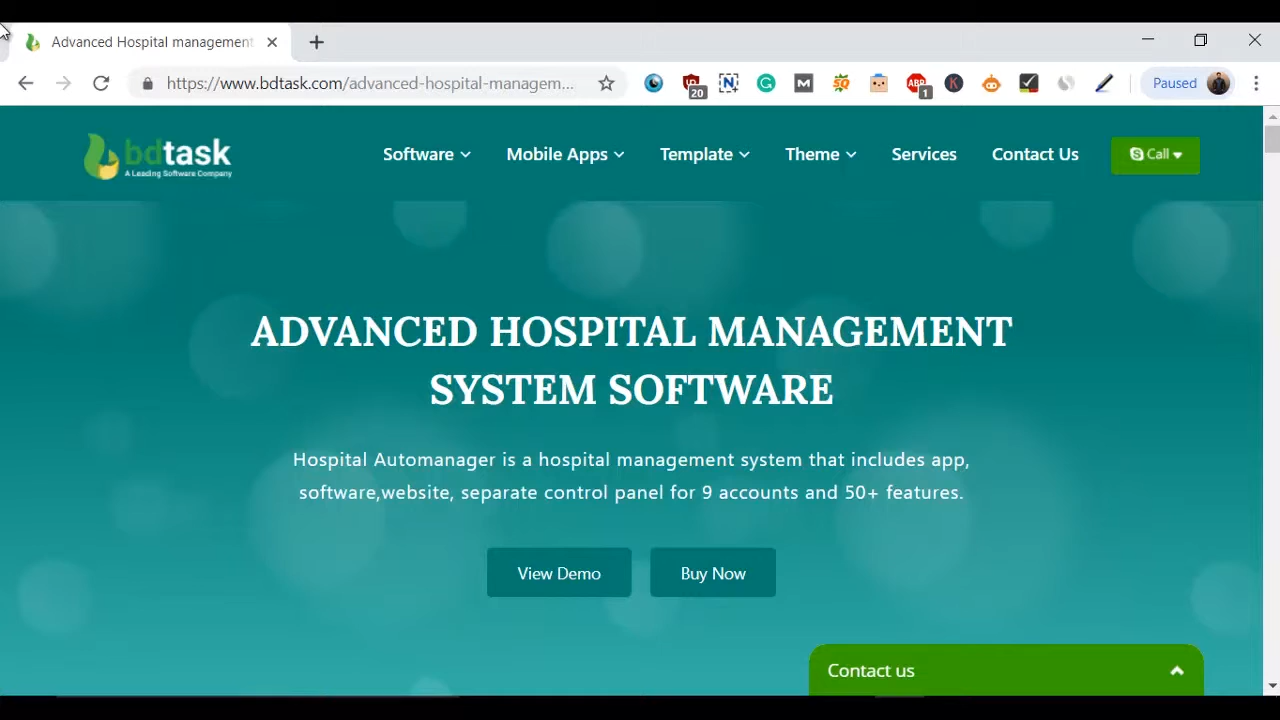 Advanced Hospital management
https://www.bdtask.com/advanced-hospital-managem...
20
1
Paused
bdtask
A Leading Software Company
Software
Mobile Apps
Template
Theme
Services
Contact Us
Call
ADVANCED HOSPITAL MANAGEMENT
SYSTEM SOFTWARE
Hospital Automanager is a hospital management system that includes app,
software,website, separate control panel for 9 accounts and 50+ features.
View Demo
Buy Now
Contact us